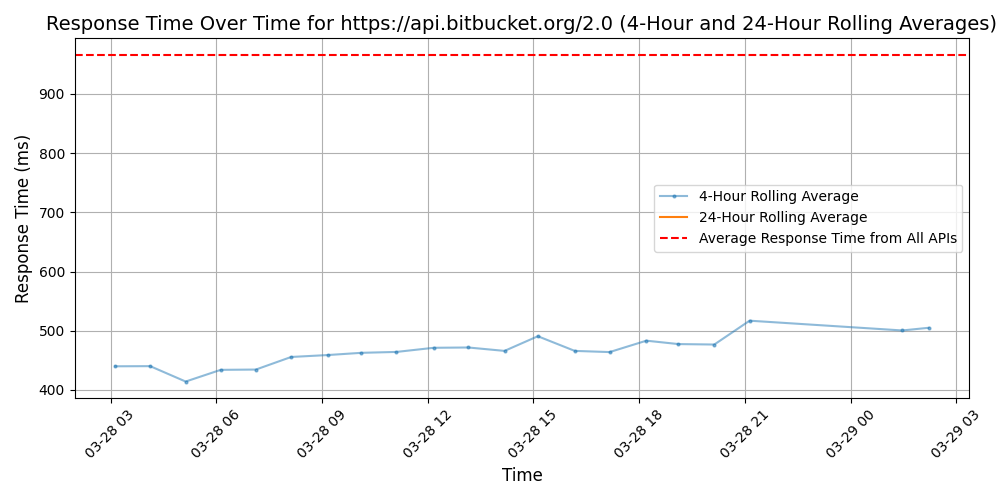 Response Time Over Time for https://api.bitbucket.org/2.0 (4-Hour and 24-Hour Rolling Averages)
Response Time (ms)
900
800
700
600
500
400
4-Hour Rolling Average
24-Hour Rolling Average
Average Response Time from All APIs
03-28 03
03-28 06
03-28 09
03-28 12
03-28 15
03-28 18
03-28 21
03-29 00
03-29 03
Time